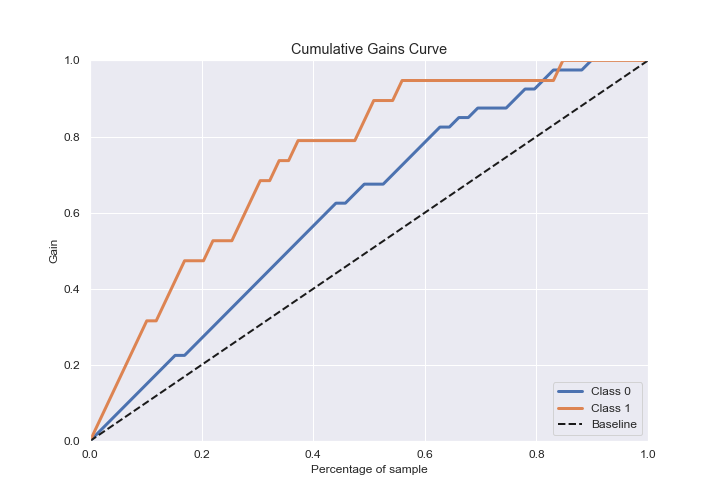 Cumulative Gains Curve
1.0
0.8
0.6
0.4
0.2
0.0
Gain
0.0 0.2 0.4 0.6 0.8 1.0
Percentage of sample
Class 0
Class 1
Baseline